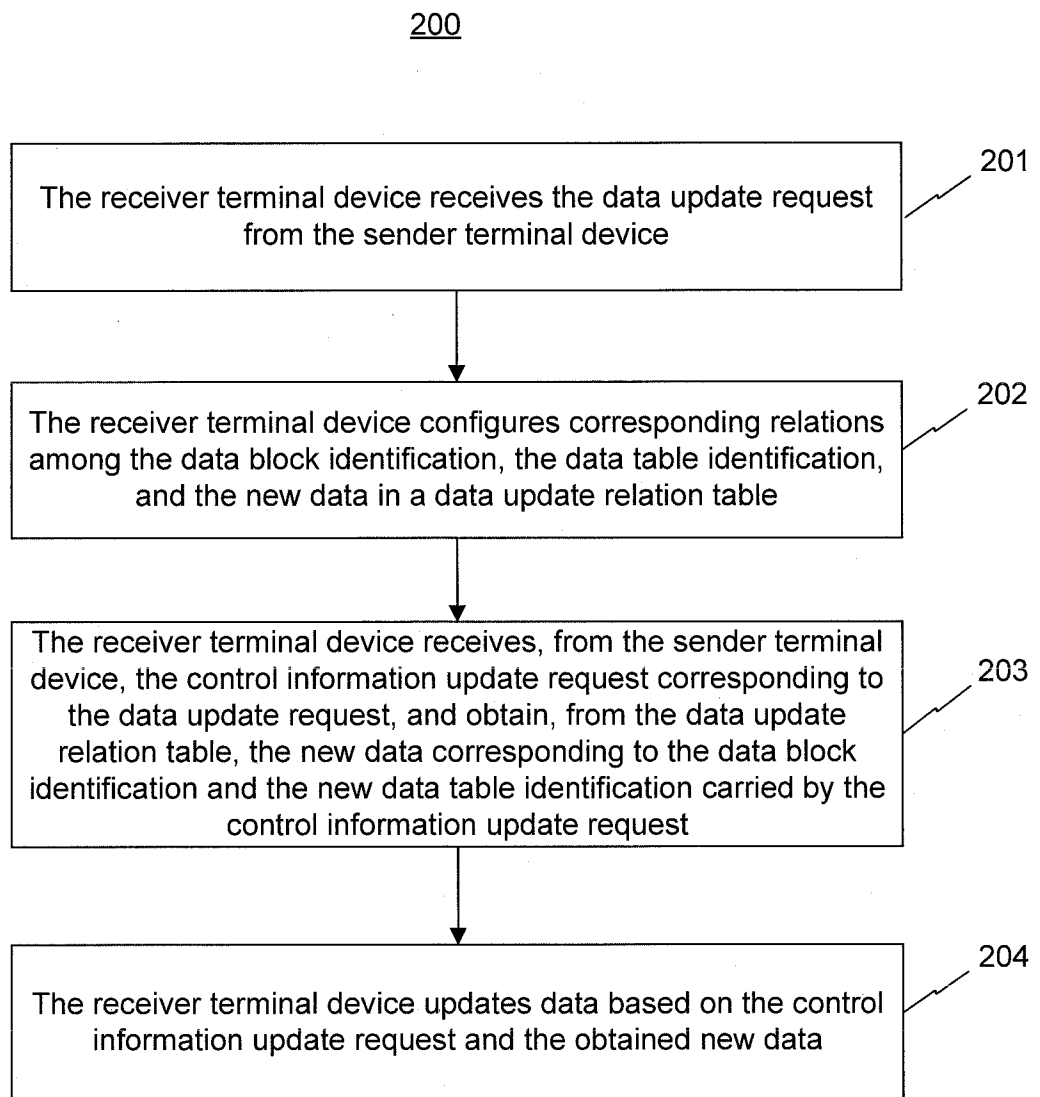 200
The receiver terminal device receives the data update request
from the sender terminal device
201
The receiver terminal device configures corresponding relations
among the data block identification, the data table identification,
and the new data in a data update relation table
202
The receiver terminal device receives, from the sender terminal
device, the control information update request corresponding to
the data update request, and obtain, from the data update
relation table, the new data corresponding to the data block
identification and the new data table identification carried by the
control information update request
203
The receiver terminal device updates data based on the control
information update request and the obtained new data
204